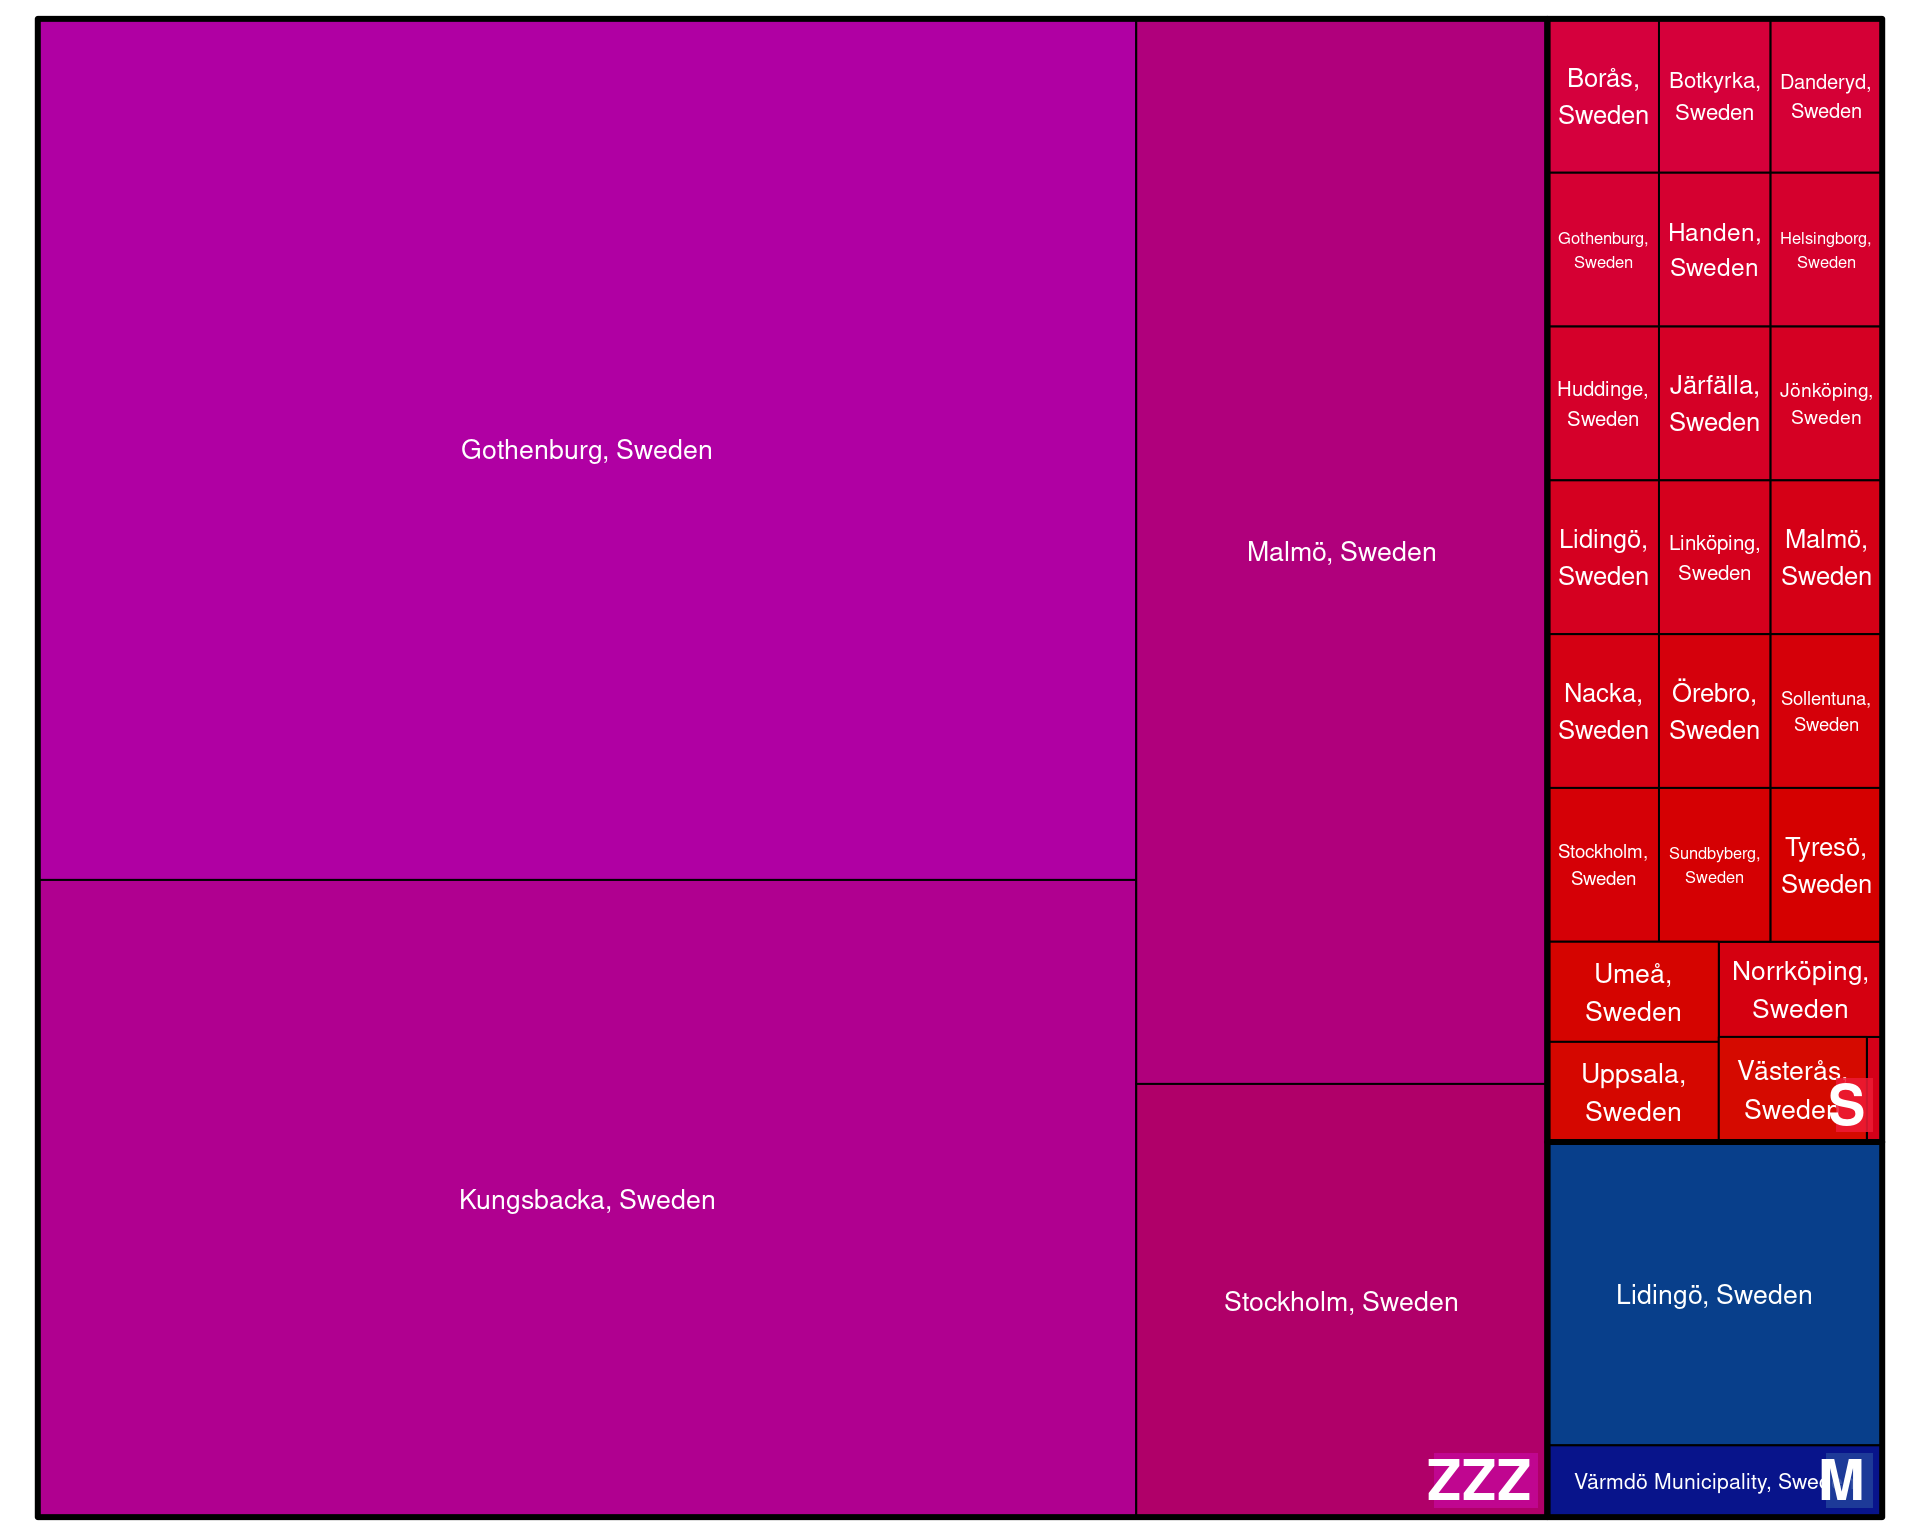 Gothenburg, Sweden
Kungsbacka, Sweden
Malmö, Sweden
Stockholm, Sweden
ZZZ
Borås,
Sweden
Botkyrka,
Sweden
Danderyd,
Sweden
Gothenburg,
Sweden
Handen,
Sweden
Helsingborg,
Sweden
Huddinge,
Sweden
Järfälla,
Sweden
Jönköping,
Sweden
Lidingö,
Sweden
Linköping,
Sweden
Malmö,
Sweden
Nacka,
Sweden
Örebro,
Sweden
Sollentuna,
Sweden
Stockholm,
Sweden
Sundbyberg,
Sweden
Tyresö,
Sweden
Umeå,
Sweden
Norrköping,
Sweden
Uppsala,
Sweden
Västerås,
Sweden
S
Lidingö, Sweden
Värmdö Municipality, Sweden
M